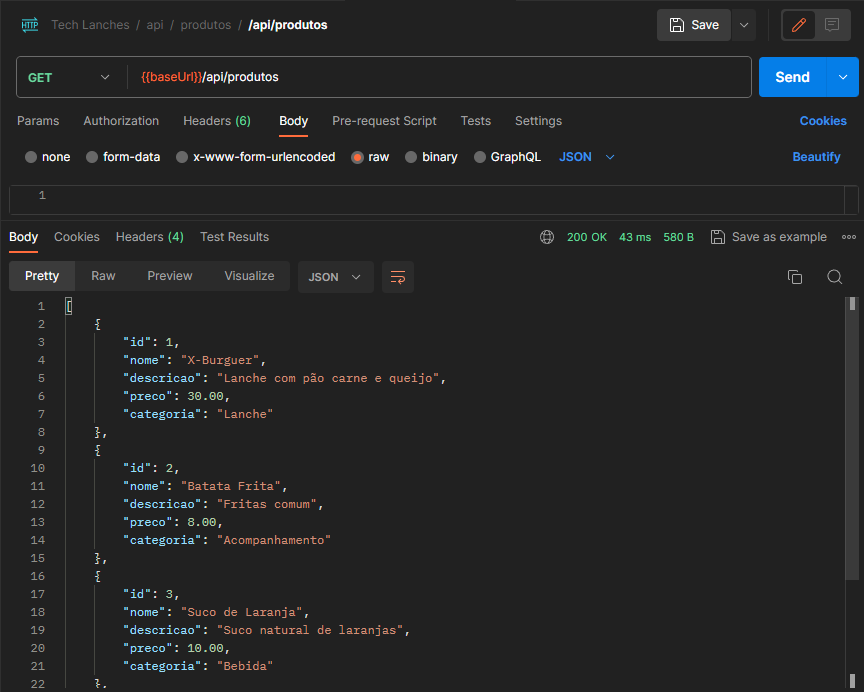 HTTP Tech Lanches / api / produtos / /api/produtos Save
GET {{baseUrl}}/api/produtos Send
Params Authorization Headers (6) Body Pre-request Script Tests Settings Cookies
none form-data x-www-form-urlencoded raw binary GraphQL JSON Beautify
1
Body Cookies Headers (4) Test Results 200 OK 43 ms 580 B Save as example
Pretty Raw Preview Visualize JSON
1 [
2 {
3 "id": 1,
4 "nome": "X-Burguer",
5 "descricao": "Lanche com pão carne e queijo",
6 "preco": 30.00,
7 "categoria": "Lanche"
8 },
9 {
10 "id": 2,
11 "nome": "Batata Frita",
12 "descricao": "Fritas comum",
13 "preco": 8.00,
14 "categoria": "Acompanhamento"
15 },
16 {
17 "id": 3,
18 "nome": "Suco de Laranja",
19 "descricao": "Suco natural de laranjas",
20 "preco": 10.00,
21 "categoria": "Bebida"
22 },